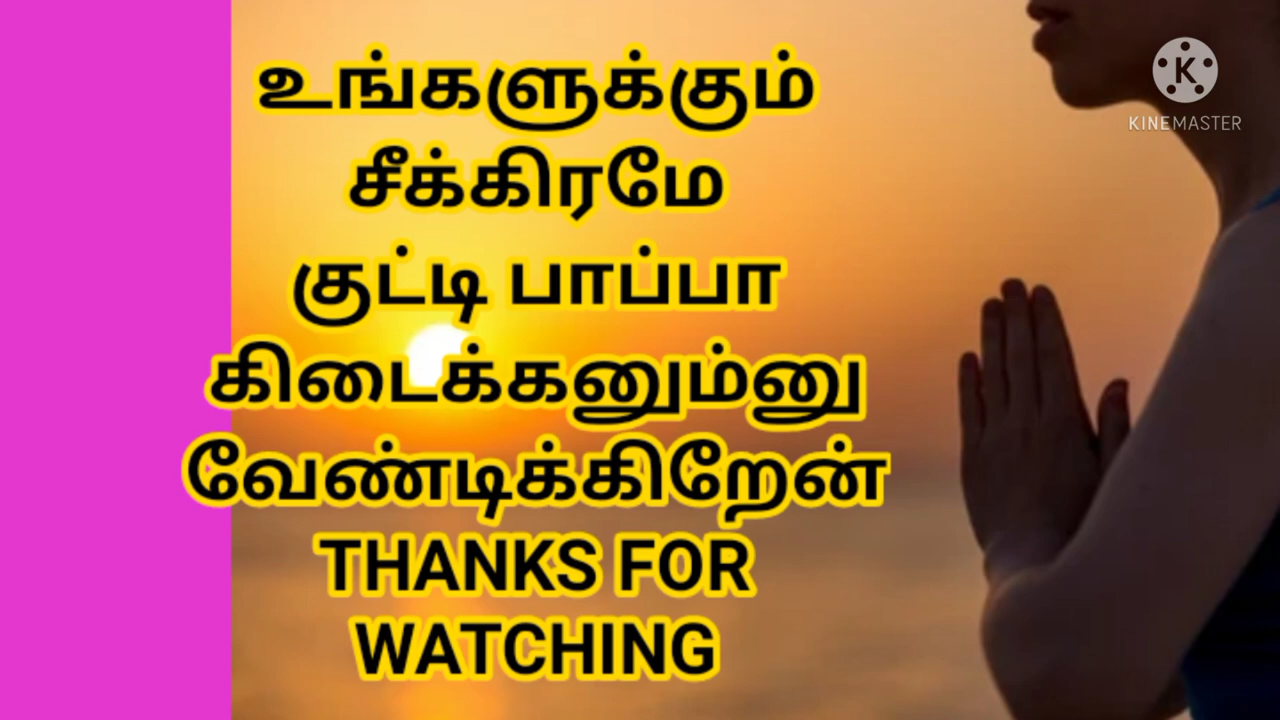 உங்களுக்கும்
சீக்கிரமே
குட்டி பாப்பா
கிடைக்கனும்னு
வேண்டிக்கிறேன்
THANKS FOR
WATCHING
K
KINEMASTER